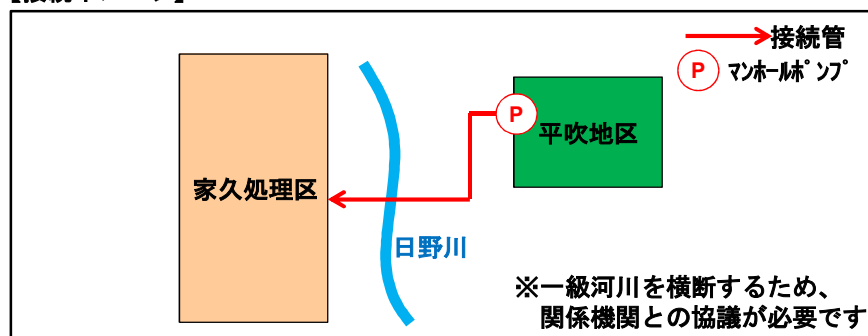 接続管
P マンホールポンプ
P
平吹地区
家久処理区
日野川
※一級河川を横断するため、
関係機関との協議が必要です